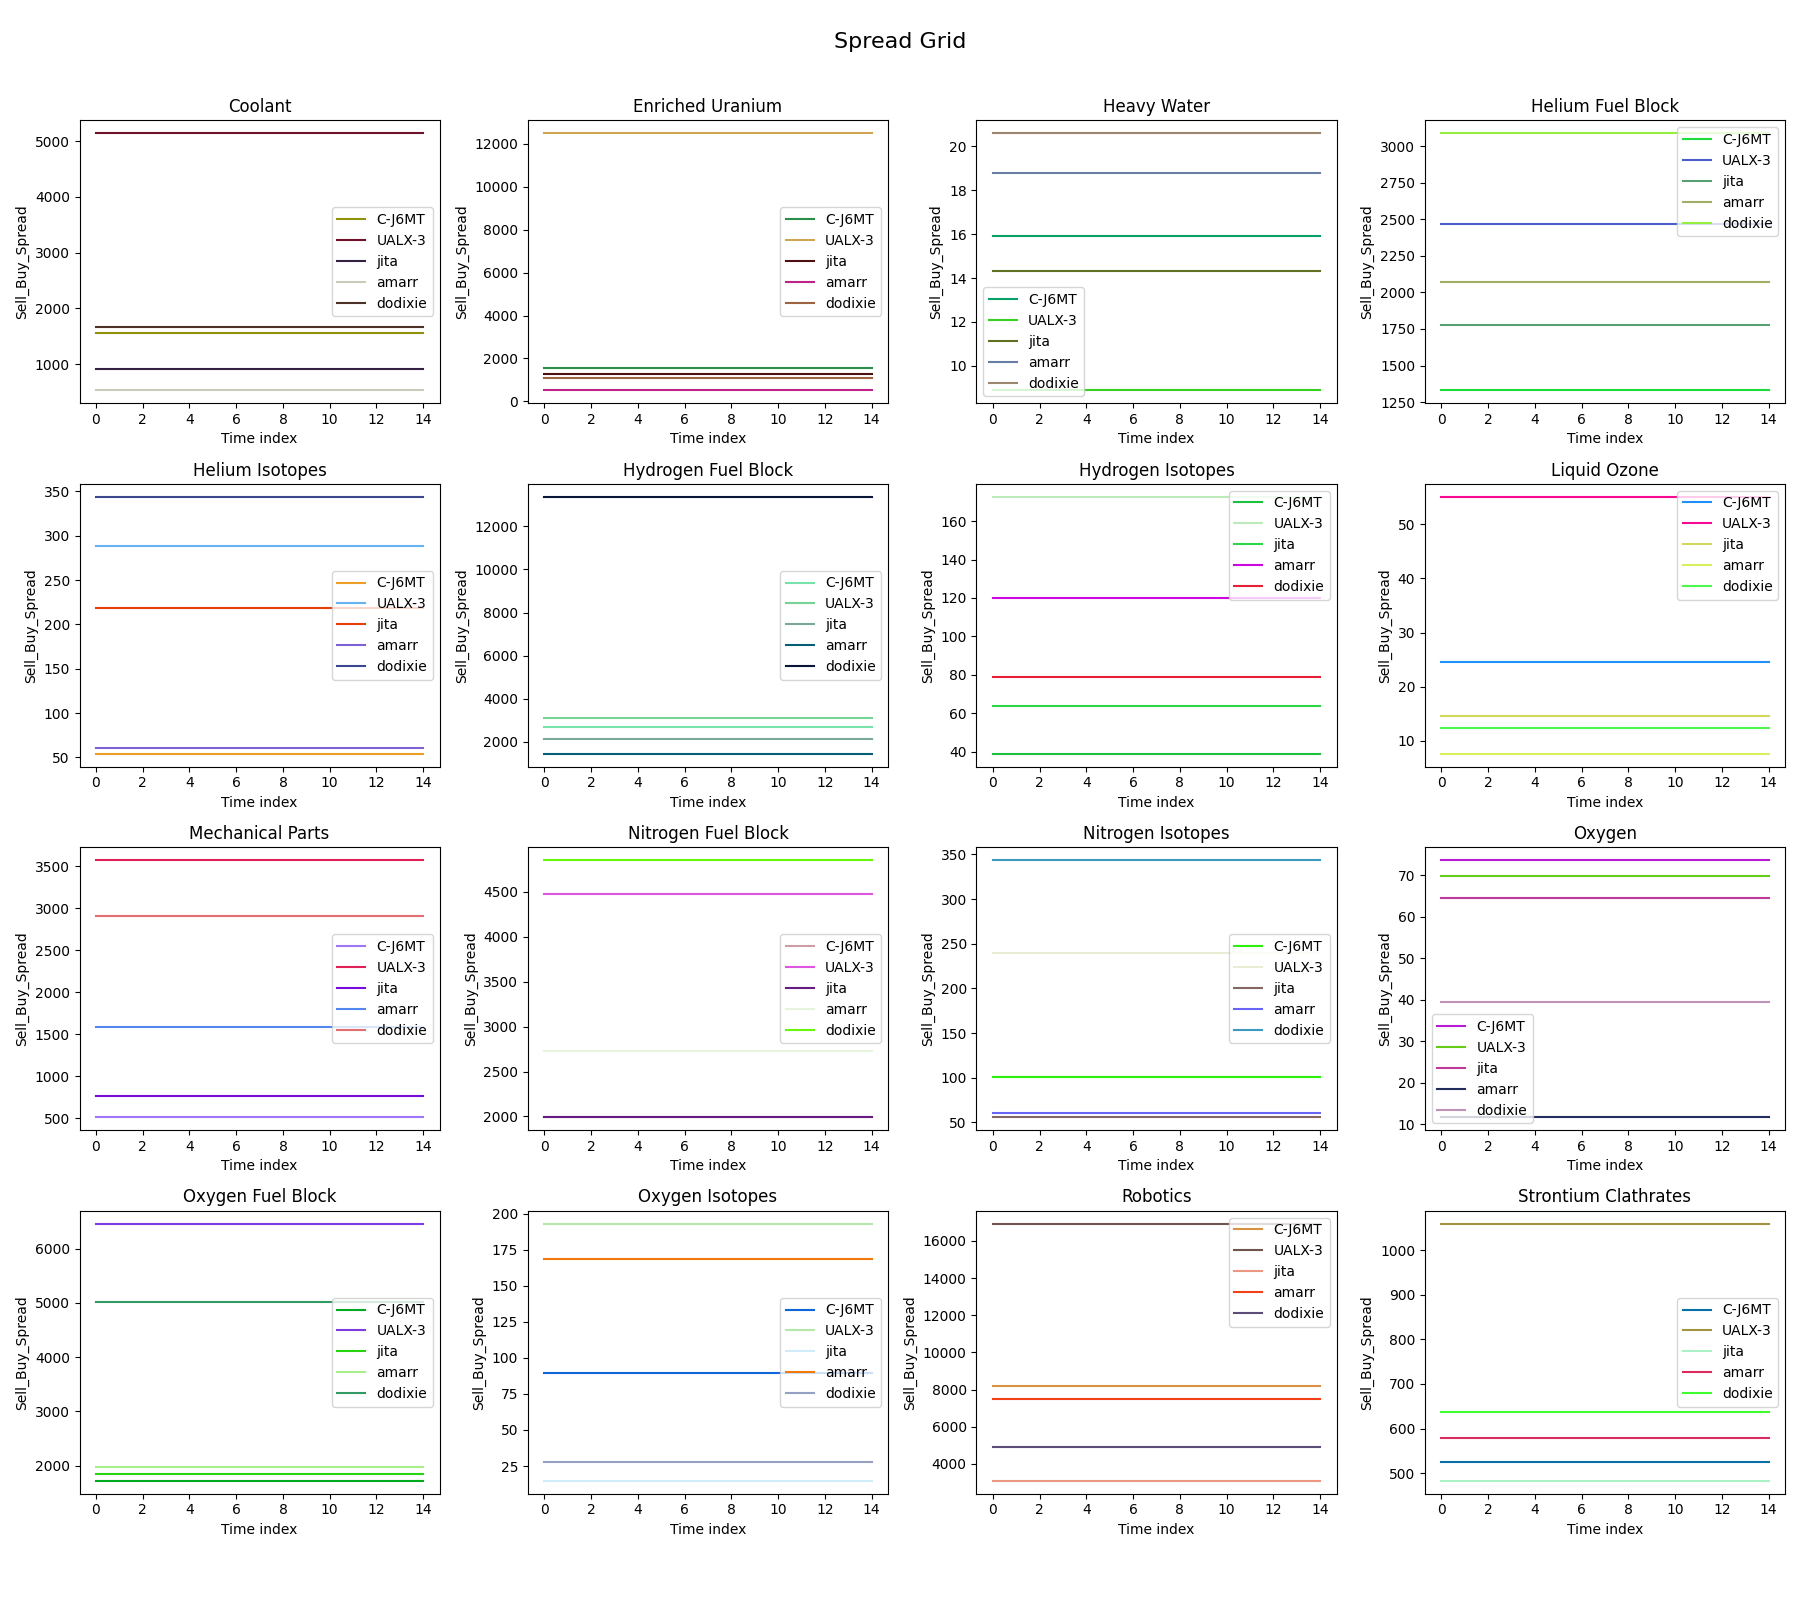 Spread Grid
Coolant
Sell_Buy_Spread
5000
4000
3000
2000
1000
C-J6MT
UALX-3
jita
amarr
dodixie
0 2 4 6 8 10 12 14
Time index
Enriched Uranium
Sell_Buy_Spread
12000
10000
8000
6000
4000
2000
0
C-J6MT
UALX-3
jita
amarr
dodixie
0 2 4 6 8 10 12 14
Time index
Heavy Water
Sell_Buy_Spread
20
18
16
14
12
10
C-J6MT
UALX-3
jita
amarr
dodixie
0 2 4 6 8 10 12 14
Time index
Helium Fuel Block
Sell_Buy_Spread
3000
2750
2500
2250
2000
1750
1500
1250
C-J6MT
UALX-3
jita
amarr
dodixie
0 2 4 6 8 10 12 14
Time index
Helium Isotopes
Sell_Buy_Spread
350
300
250
200
150
100
50
C-J6MT
UALX-3
jita
amarr
dodixie
0 2 4 6 8 10 12 14
Time index
Hydrogen Fuel Block
Sell_Buy_Spread
12000
10000
8000
6000
4000
2000
C-J6MT
UALX-3
jita
amarr
dodixie
0 2 4 6 8 10 12 14
Time index
Hydrogen Isotopes
Sell_Buy_Spread
160
140
120
100
80
60
40
C-J6MT
UALX-3
jita
amarr
dodixie
0 2 4 6 8 10 12 14
Time index
Liquid Ozone
Sell_Buy_Spread
50
40
30
20
10
C-J6MT
UALX-3
jita
amarr
dodixie
0 2 4 6 8 10 12 14
Time index
Mechanical Parts
Sell_Buy_Spread
3500
3000
2500
2000
1500
1000
500
C-J6MT
UALX-3
jita
amarr
dodixie
0 2 4 6 8 10 12 14
Time index
Nitrogen Fuel Block
Sell_Buy_Spread
4500
4000
3500
3000
2500
2000
C-J6MT
UALX-3
jita
amarr
dodixie
0 2 4 6 8 10 12 14
Time index
Nitrogen Isotopes
Sell_Buy_Spread
350
300
250
200
150
100
50
C-J6MT
UALX-3
jita
amarr
dodixie
0 2 4 6 8 10 12 14
Time index
Oxygen
Sell_Buy_Spread
70
60
50
40
30
20
10
C-J6MT
UALX-3
jita
amarr
dodixie
0 2 4 6 8 10 12 14
Time index
Oxygen Fuel Block
Sell_Buy_Spread
6000
5000
4000
3000
2000
C-J6MT
UALX-3
jita
amarr
dodixie
0 2 4 6 8 10 12 14
Time index
Oxygen Isotopes
Sell_Buy_Spread
200
175
150
125
100
75
50
25
C-J6MT
UALX-3
jita
amarr
dodixie
0 2 4 6 8 10 12 14
Time index
Robotics
Sell_Buy_Spread
16000
14000
12000
10000
8000
6000
4000
C-J6MT
UALX-3
jita
amarr
dodixie
0 2 4 6 8 10 12 14
Time index
Strontium Clathrates
Sell_Buy_Spread
1000
900
800
700
600
500
C-J6MT
UALX-3
jita
amarr
dodixie
0 2 4 6 8 10 12 14
Time index